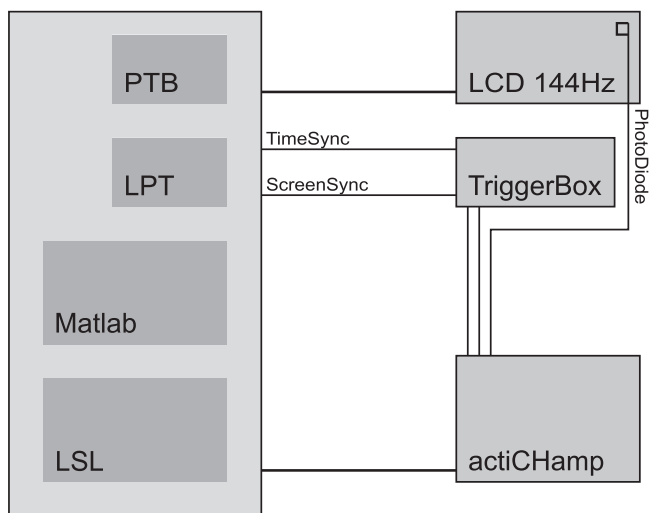 PTB
LCD 144Hz
PhotoDiode
TimeSync
LPT
ScreenSync
TriggerBox
Matlab
LSL
actiCHamp